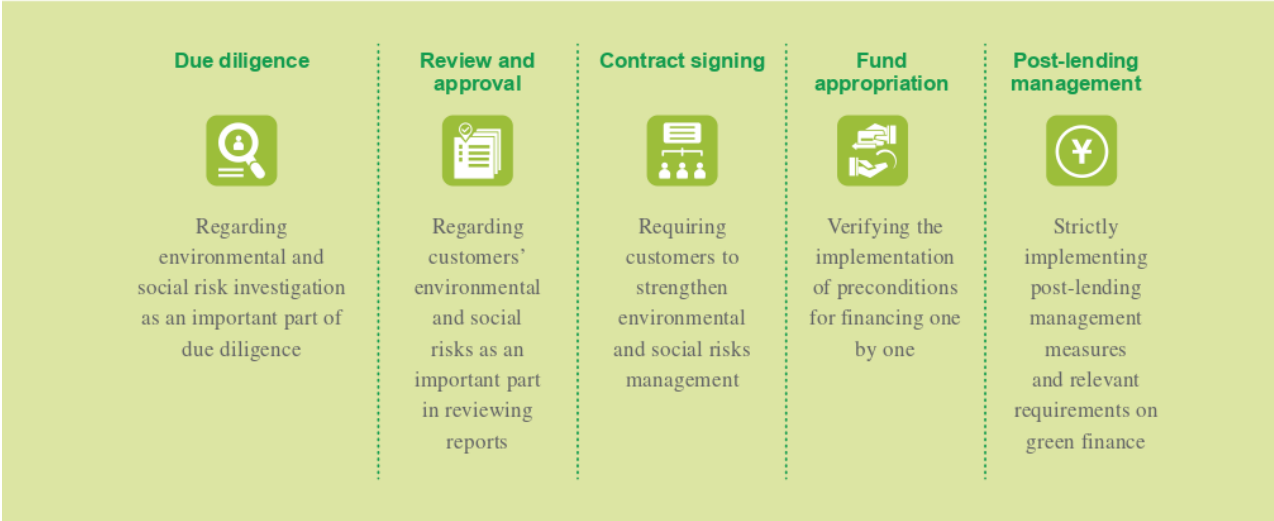 Due diligence
Regarding
environmental and
social risk investigation
as an important part of
due diligence
Review and
approval
Regarding
customers’
environmental
and social
risks as an
important part
in reviewing
reports
Contract signing
Requiring
customers to
strengthen
environmental
and social risks
management
Fund
appropriation
Verifying the
implementation
of preconditions
for financing one
by one
Post-lending
management
¥
Strictly
implementing
post-lending
management
measures
and relevant
requirements on
green finance